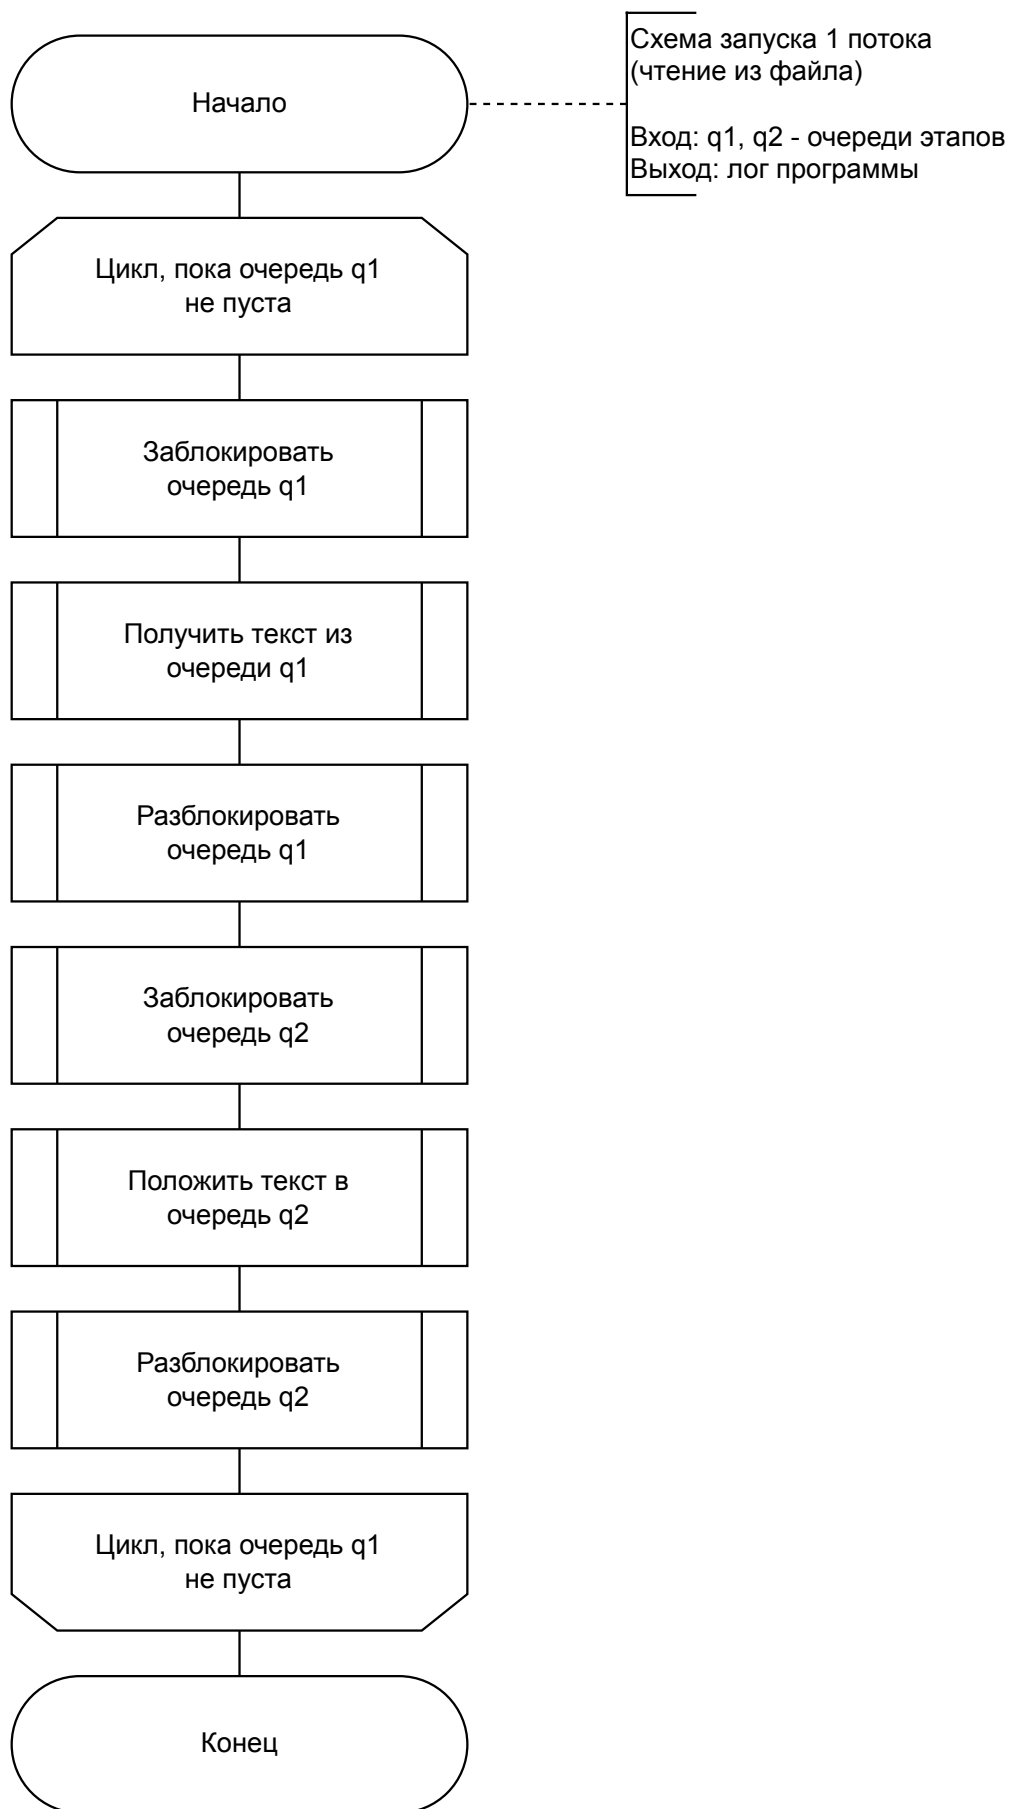 Начало
Схема запуска 1 потока
(чтение из файла)
Вход: q1, q2 - очереди этапов
Выход: лог программы
Цикл, пока очередь q1
не пуста
Заблокировать
очередь q1
Получить текст из
очереди q1
Разблокировать
очередь q1
Заблокировать
очередь q2
Положить текст в
очередь q2
Разблокировать
очередь q2
Цикл, пока очередь q1
не пуста
Конец